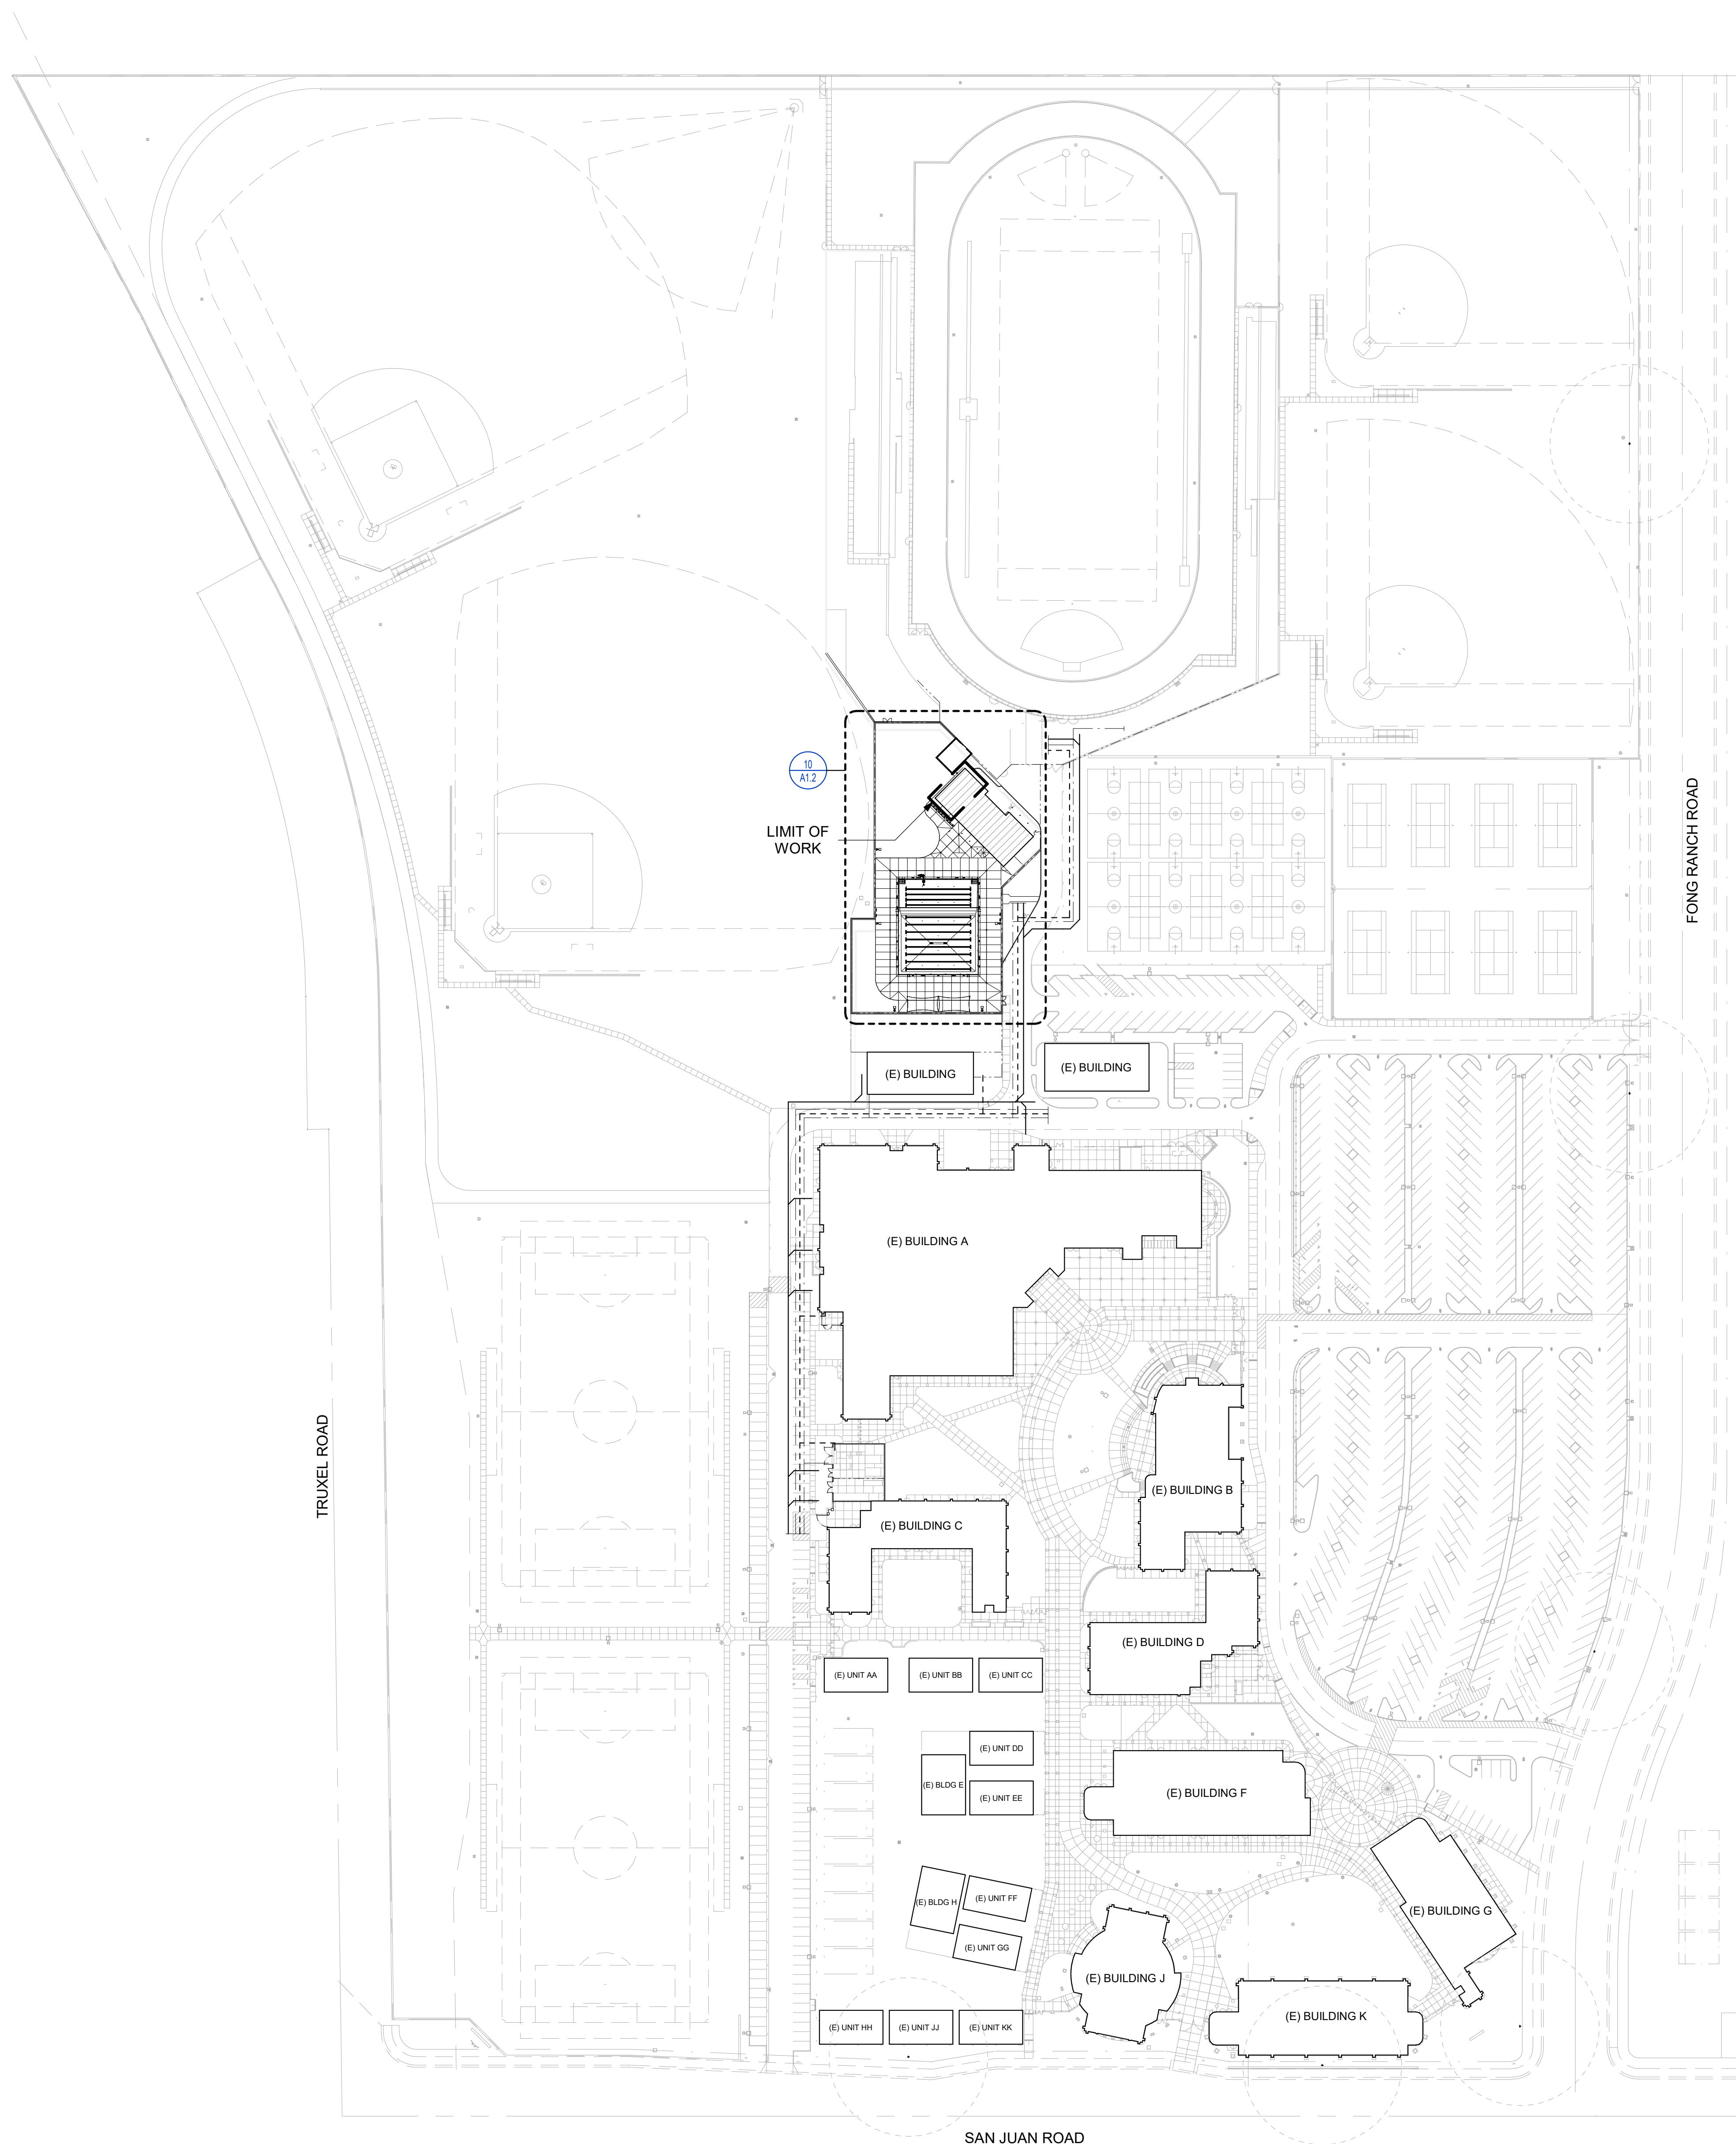 10
A1.2
LIMIT OF
WORK
FONG RANCH ROAD
(E) BUILDING
(E) BUILDING
(E) BUILDING A
TRUXEL ROAD
(E) BUILDING B
(E) BUILDING C
(E) BUILDING D
(E) UNIT AA
(E) UNIT BB
(E) UNIT CC
(E) UNIT DD
(E) BLDG E
(E) UNIT EE
(E) BUILDING F
(E) BLDG H
(E) UNIT FF
(E) BUILDING G
(E) UNIT GG
(E) BUILDING J
(E) BUILDING K
(E) UNIT HH
(E) UNIT JJ
(E) UNIT KK
SAN JUAN ROAD